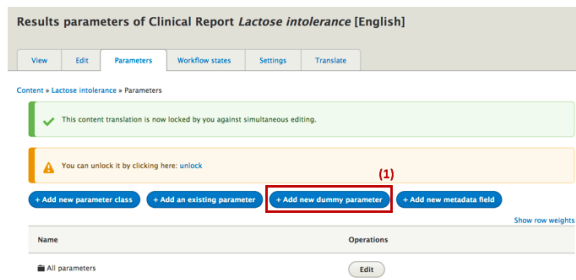 Results parameters of Clinical Report Lactose intolerance [English]
View Edit Parameters Workflow states Settings Translate
Content » Lactose intolerance » Parameters
This content translation is now locked by you against simultaneous editing.
You can unlock it by clicking here: unlock
(1)
+ Add new parameter class + Add an existing parameter + Add new dummy parameter + Add new metadata field
Show row weights
Name Operations
All parameters Edit